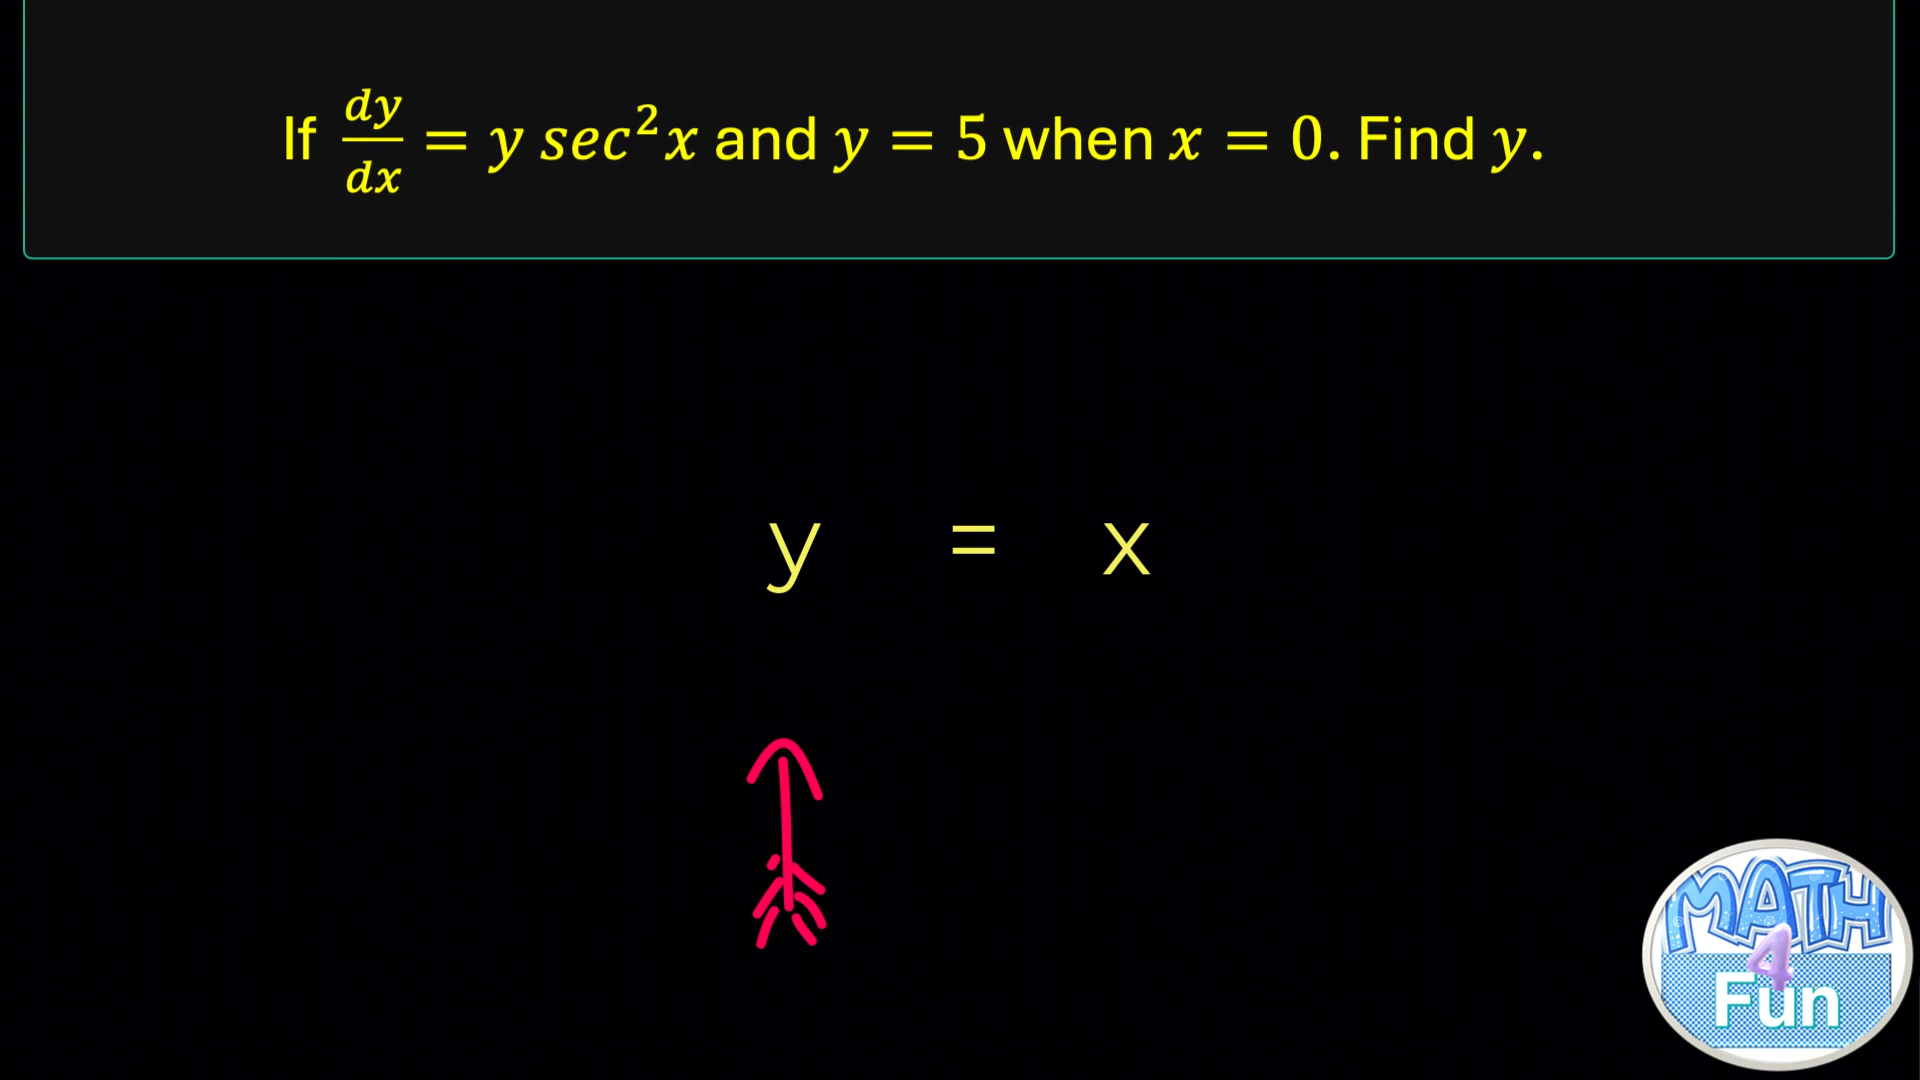 If dy/dx = y sec²x and y = 5 when x = 0. Find y.
y = x
MATH
4
Fun